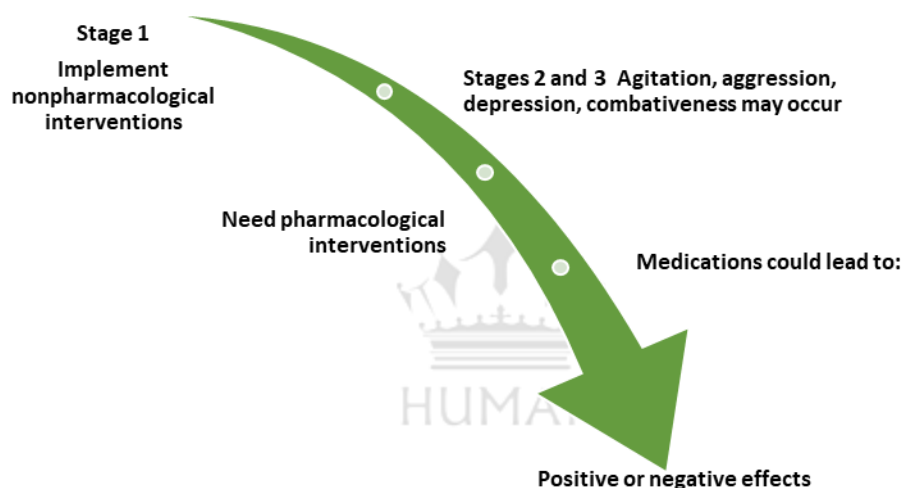 Stage 1
Implement
nonpharmacological
interventions
Stages 2 and 3 Agitation, aggression,
depression, combativeness may occur
Need pharmacological
interventions
Medications could lead to:
Positive or negative effects